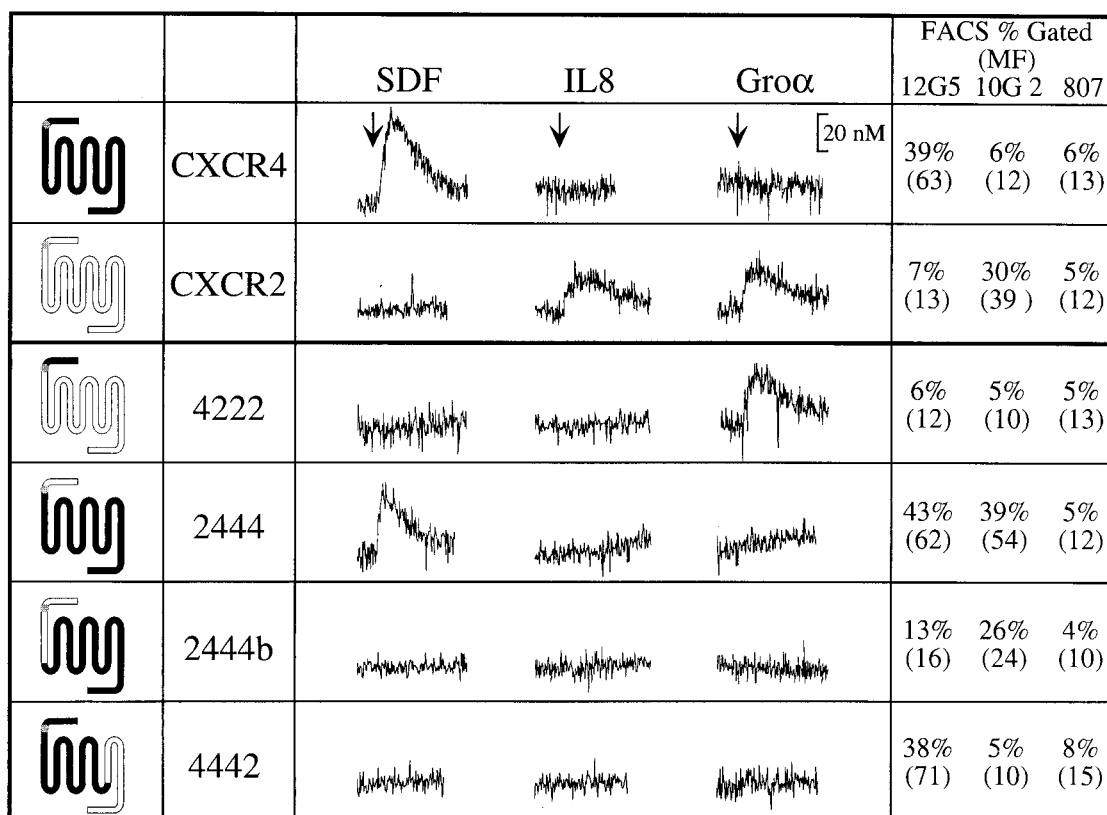 FACS % Gated
(MF)
SDF IL8 Groα 12G5 10G 2 807
20 nM
CXCR4 39% 6% 6%
(63) (12) (13)
CXCR2 7% 30% 5%
(13) (39 ) (12)
4222 6% 5% 5%
(12) (10) (13)
2444 43% 39% 5%
(62) (54) (12)
2444b 13% 26% 4%
(16) (24) (10)
4442 38% 5% 8%
(71) (10) (15)